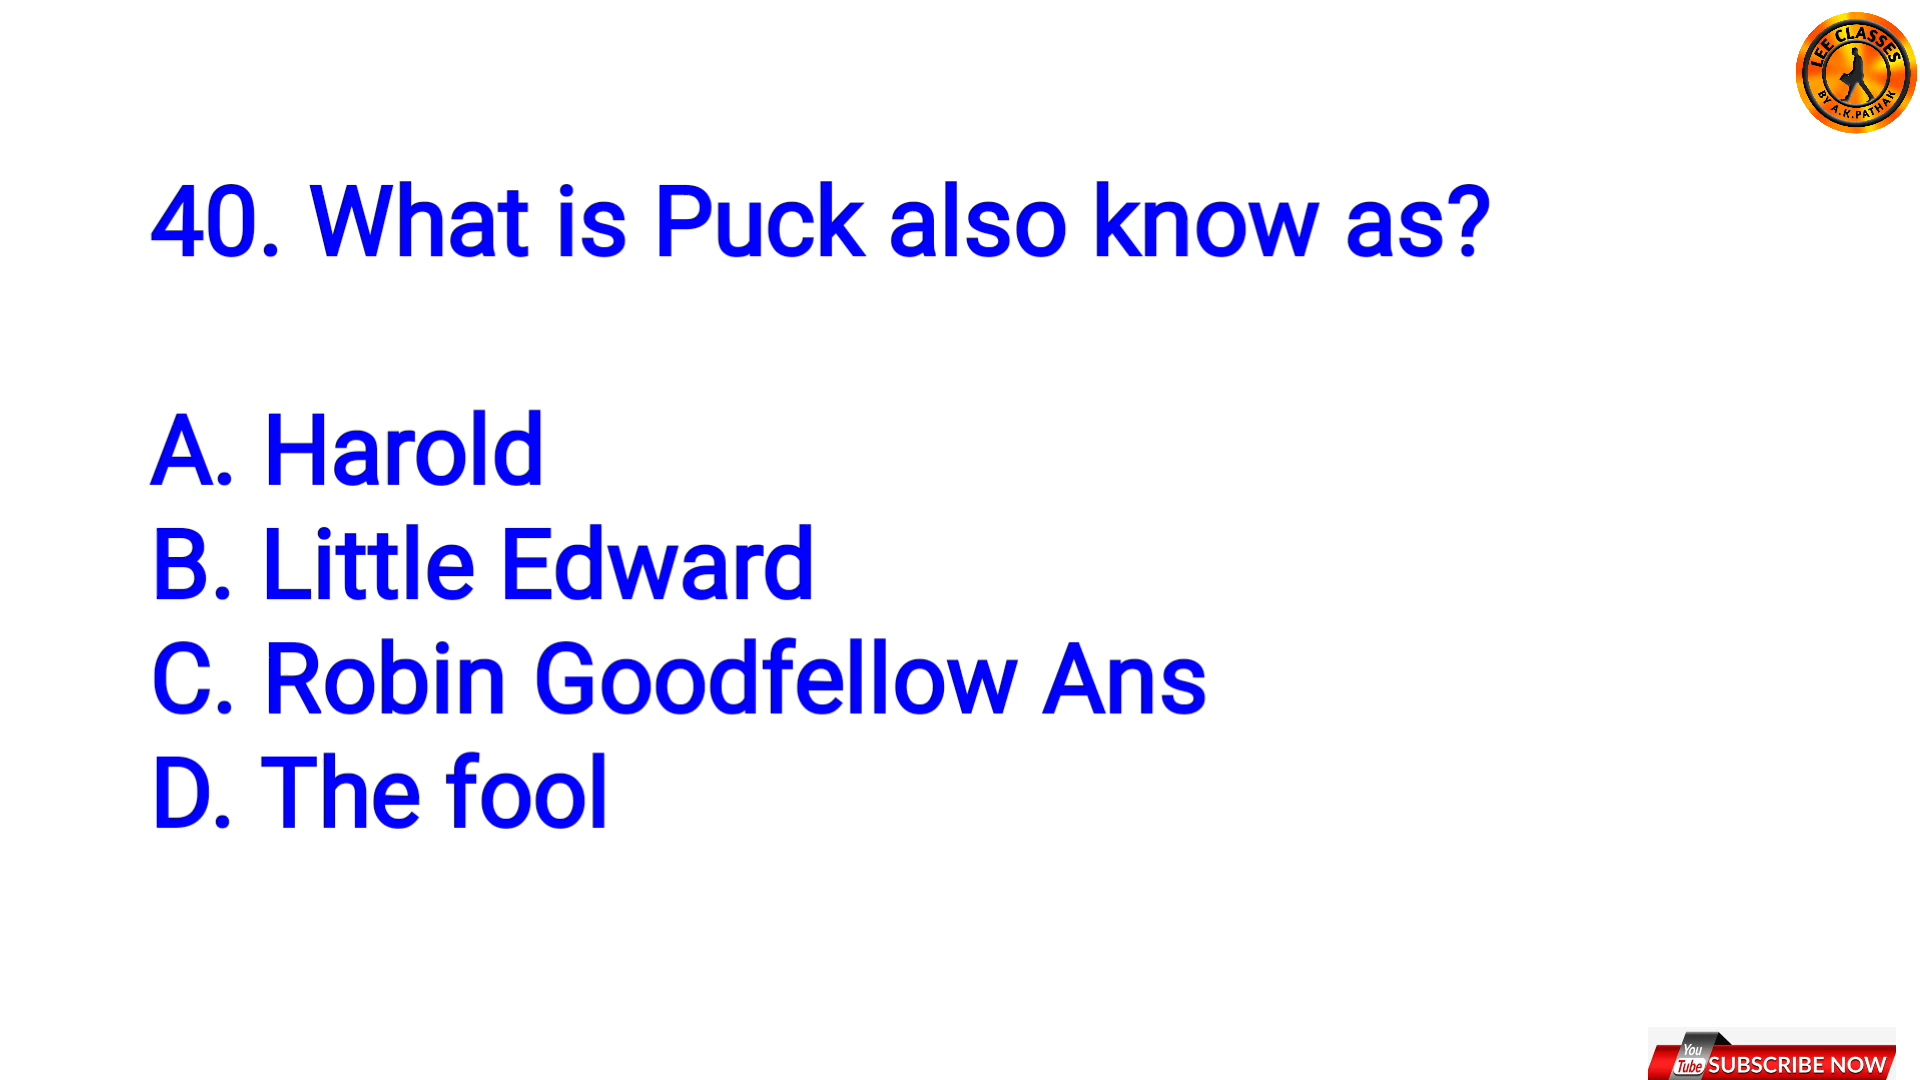 LEE CLASSES
BY A.K.PATHAK
40. What is Puck also know as?
A. Harold
B. Little Edward
C. Robin Goodfellow Ans
D. The fool
You
Tube SUBSCRIBE NOW